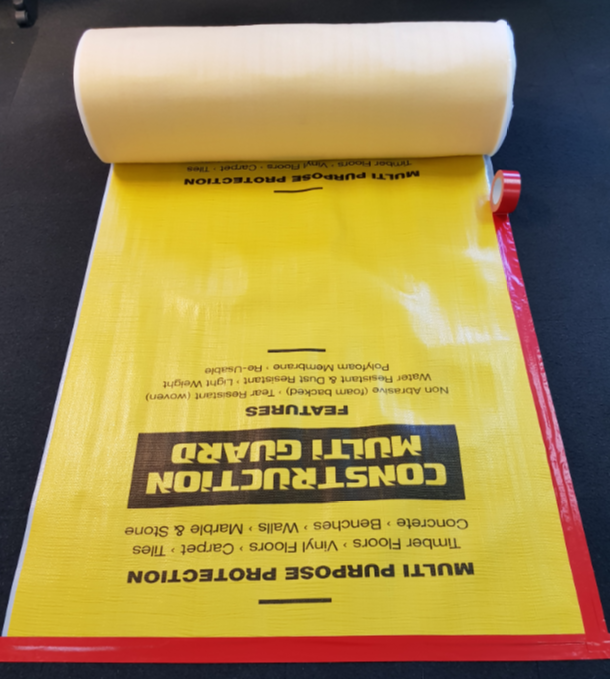 MULTI PURPOSE PROTECTION
Timber Floors › Vinyl Floors › Carpet › Tiles
Concrete › Benches › Walls › Marble & Stone
CONSTRUCTION
MULTI GUARD
FEATURES
Non Abrasive (foam backed) › Tear Resistant (woven)
Water Resistant & Dust Resistant › Light Weight
Polyfoam Membrane › Re-Usable
MULTI PURPOSE PROTECTION
Timber Floors › Vinyl Floors › Carpet › Tiles